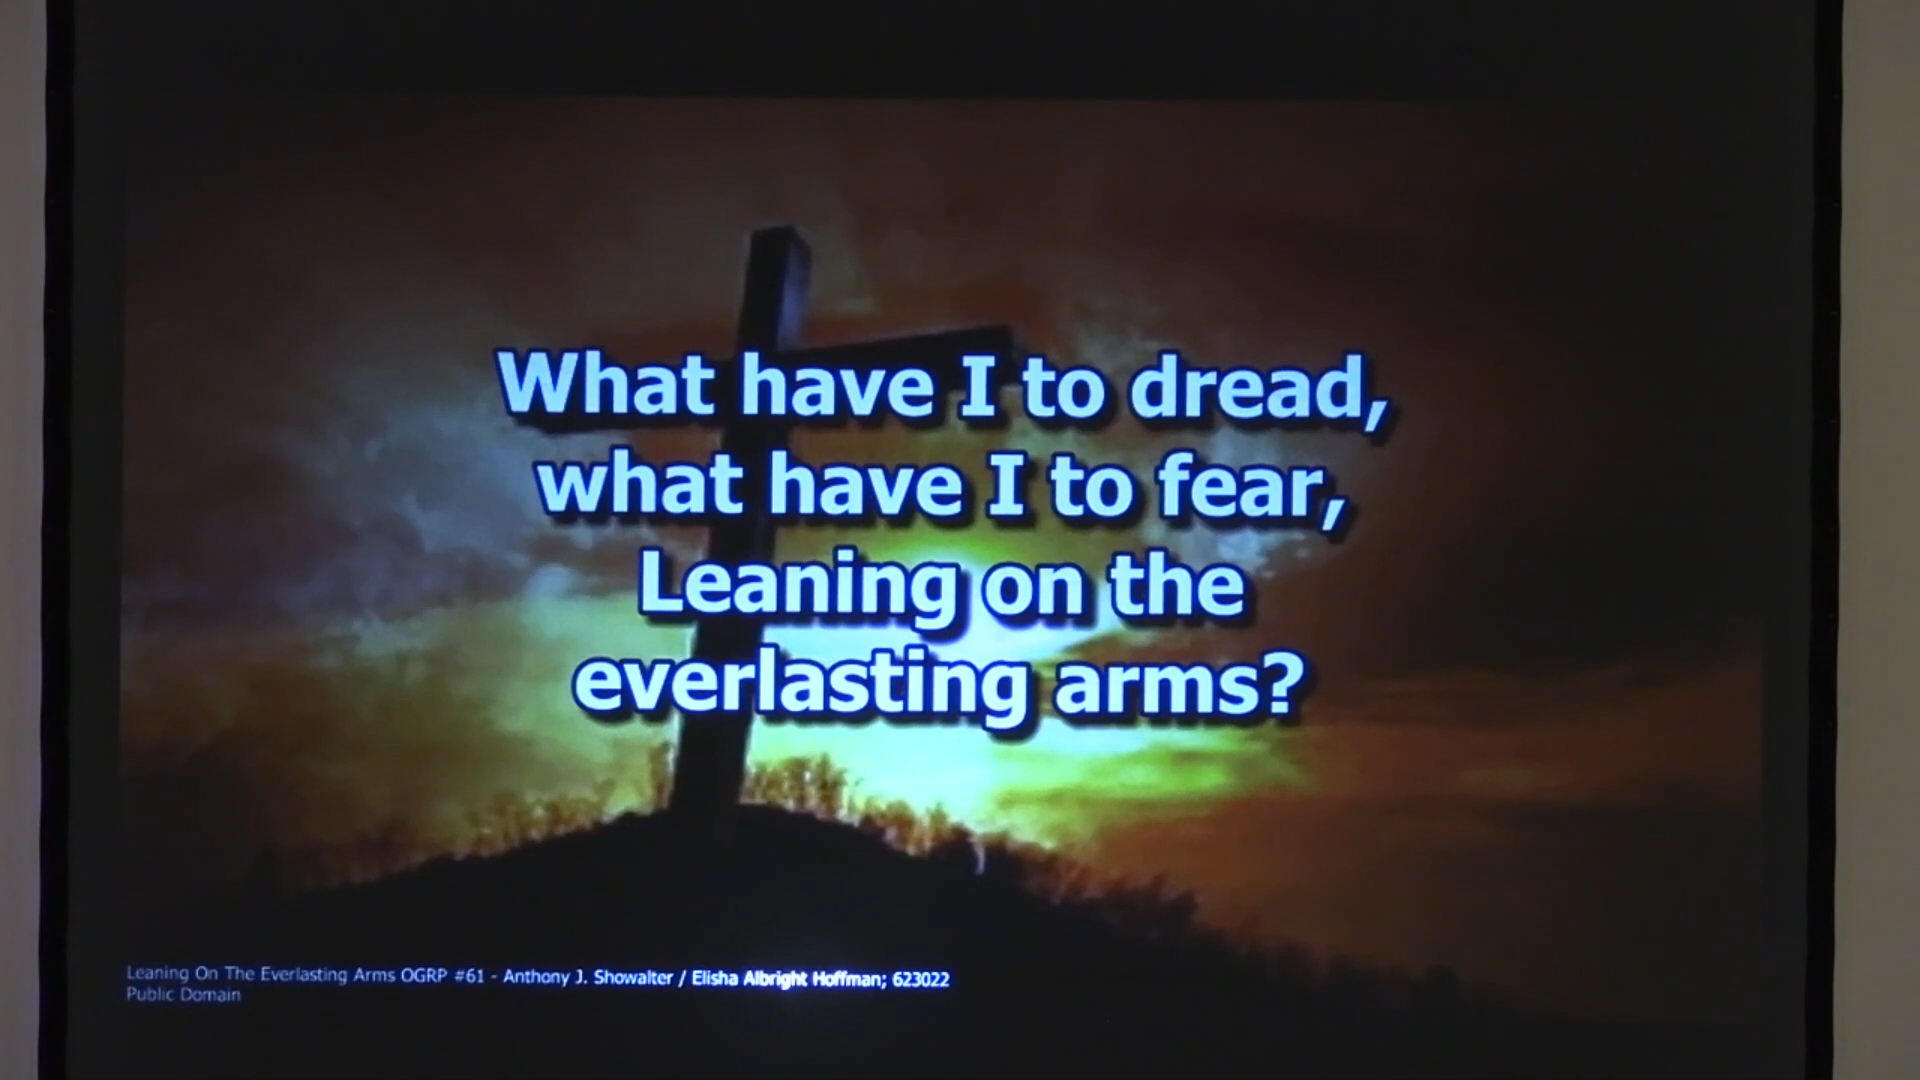 What have I to dread,
what have I to fear,
Leaning on the
everlasting arms?
Leaning On The Everlasting Arms OGRP #61 - Anthony J. Showalter / Elisha Albright Hoffman; 623022
Public Domain